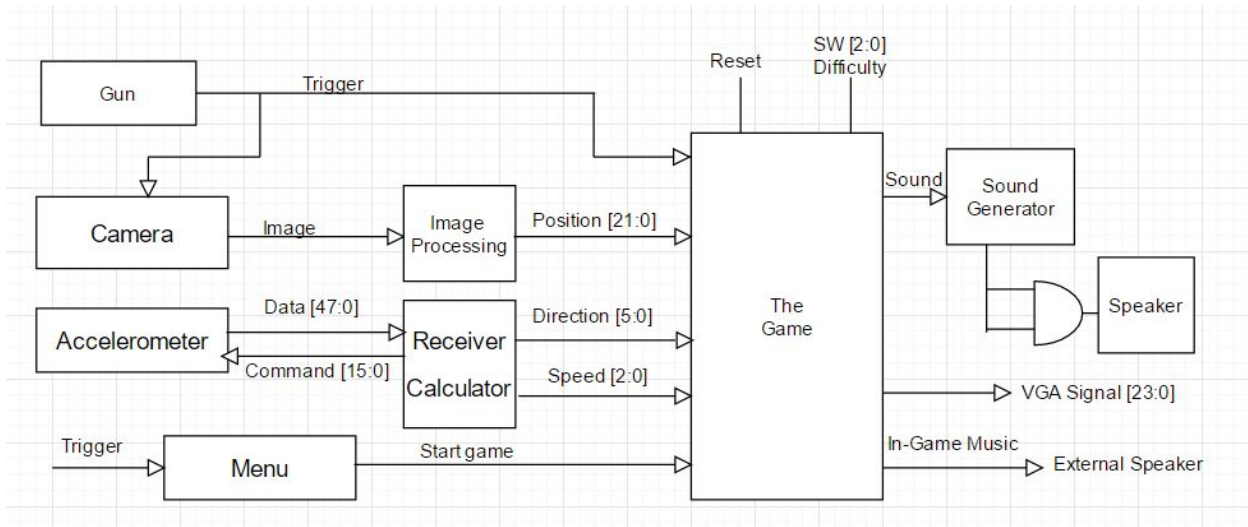 Reset
SW [2:0]
Difficulty
Gun
Trigger
Camera
Image
Image
Processing
Position [21:0]
Sound
Sound
Generator
Accelerometer
Data [47:0]
Command [15:0]
Receiver
Calculator
Direction [5:0]
Speed [2:0]
The
Game
Speaker
VGA Signal [23:0]
Trigger
Menu
Start game
In-Game Music
External Speaker